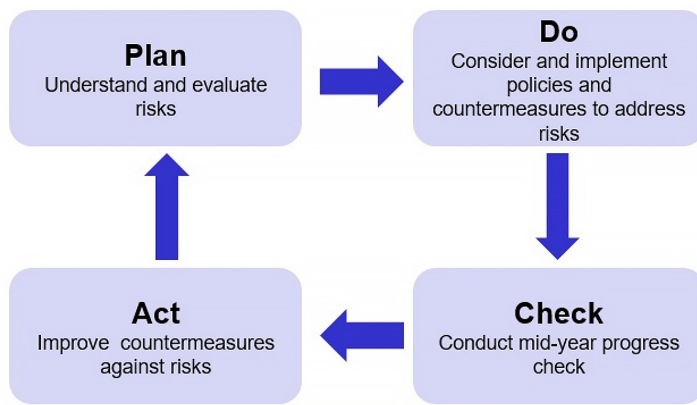 Plan
Understand and evaluate
risks
Do
Consider and implement
policies and
countermeasures to address
risks
Check
Conduct mid-year progress
check
Act
Improve countermeasures
against risks